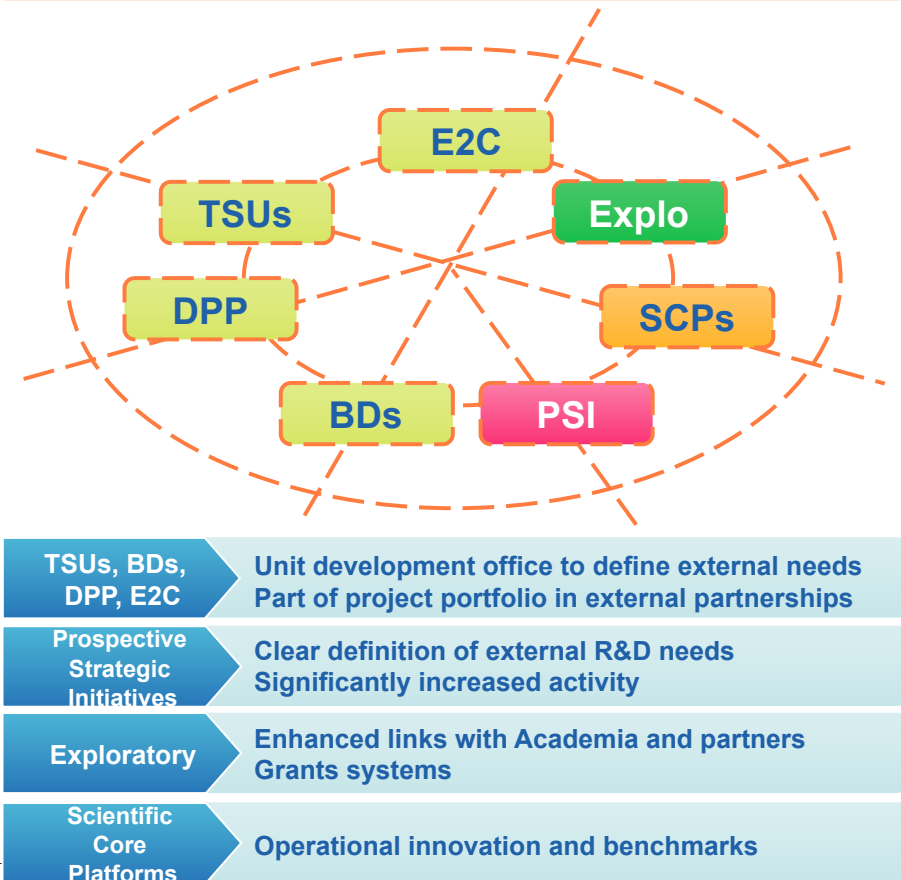 E2C
TSUs
Explo
DPP
SCPs
BDs
PSI
TSUs, BDs,
DPP, E2C
Unit development office to define external needs
Part of project portfolio in external partnerships
Prospective
Strategic
Initiatives
Clear definition of external R&D needs
Significantly increased activity
Exploratory
Enhanced links with Academia and partners
Grants systems
Scientific
Core
Platforms
Operational innovation and benchmarks